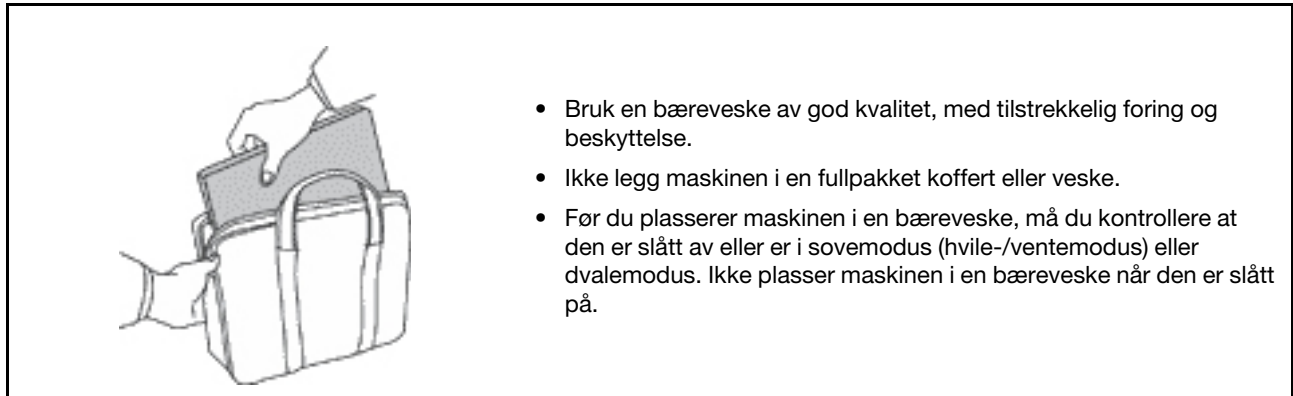 • Bruk en bæreveske av god kvalitet, med tilstrekkelig foring og
beskyttelse.
• Ikke legg maskinen i en fullpakket koffert eller veske.
• Før du plasserer maskinen i en bæreveske, må du kontrollere at
den er slått av eller er i sovemodus (hvile-/ventemodus) eller
dvalemodus. Ikke plasser maskinen i en bæreveske når den er slått
på.